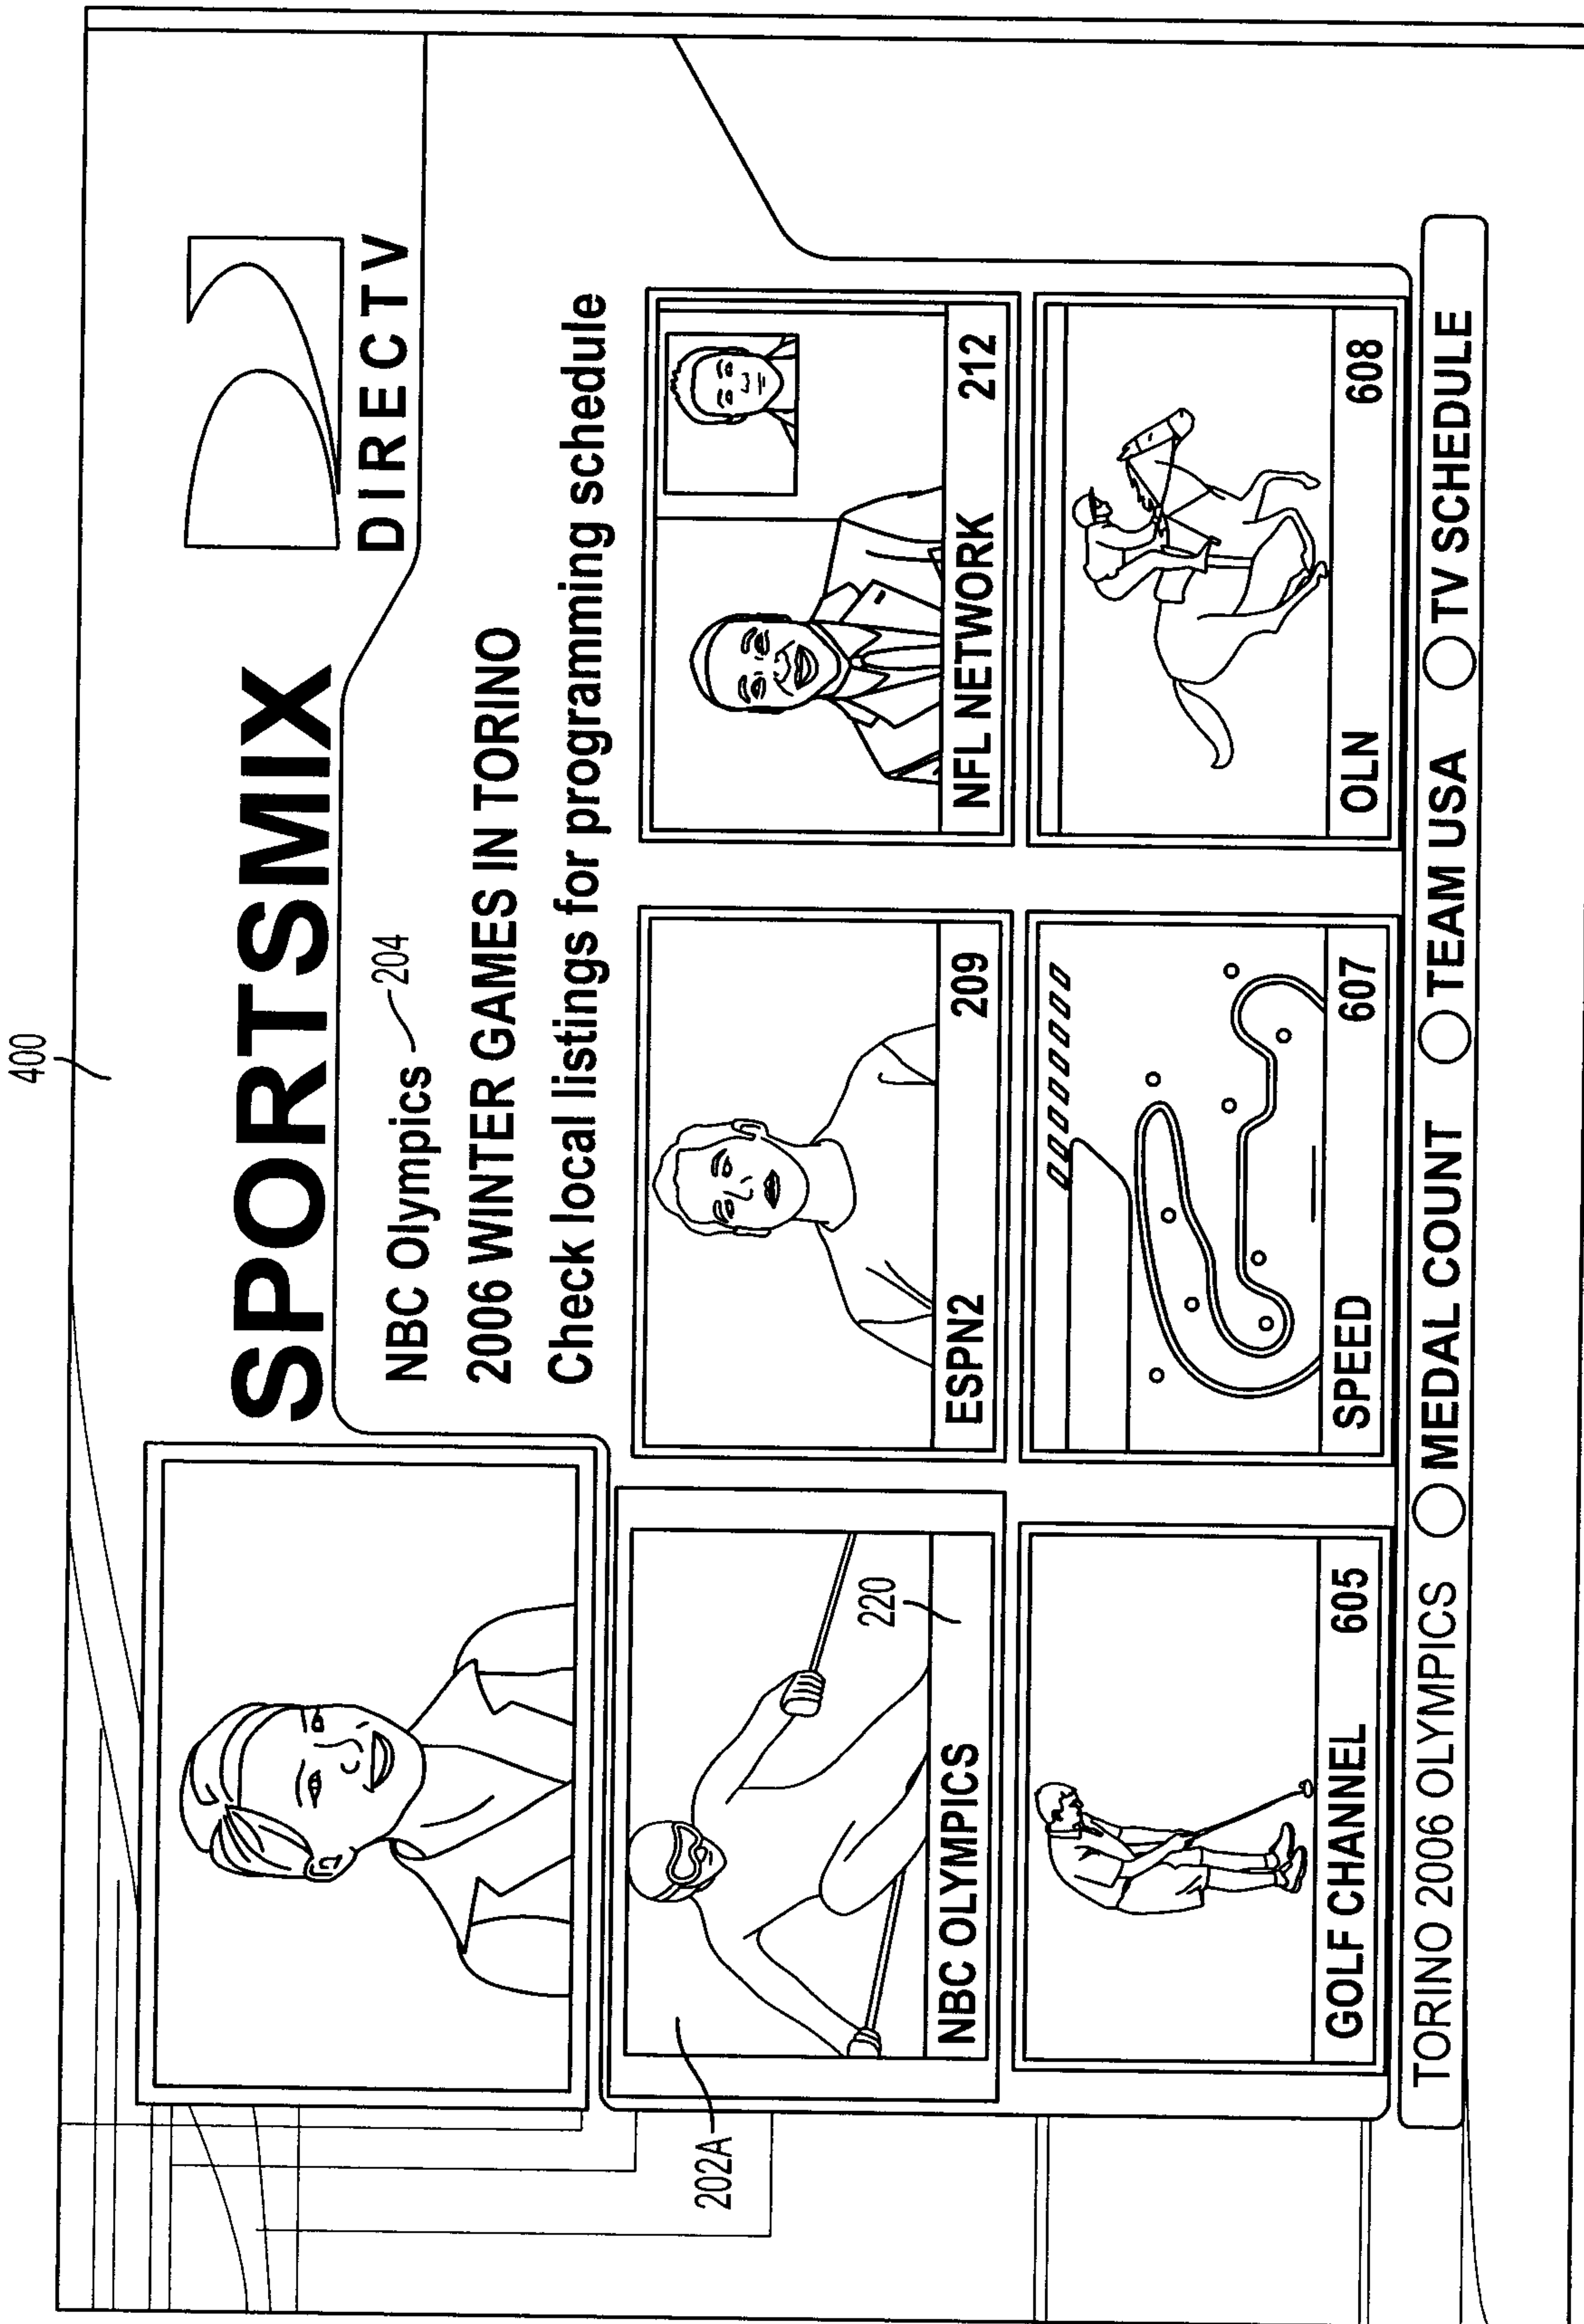 400
SPORTSMIX
DIRECTV
NBC Olympics 204
2006 WINTER GAMES IN TORINO
Check local listings for programming schedule
202A
220
NBC OLYMPICS
ESPN2 209
NFL NETWORK 212
GOLF CHANNEL 605
SPEED 607
OLN 608
TORINO 2006 OLYMPICS MEDAL COUNT TEAM USA TV SCHEDULE